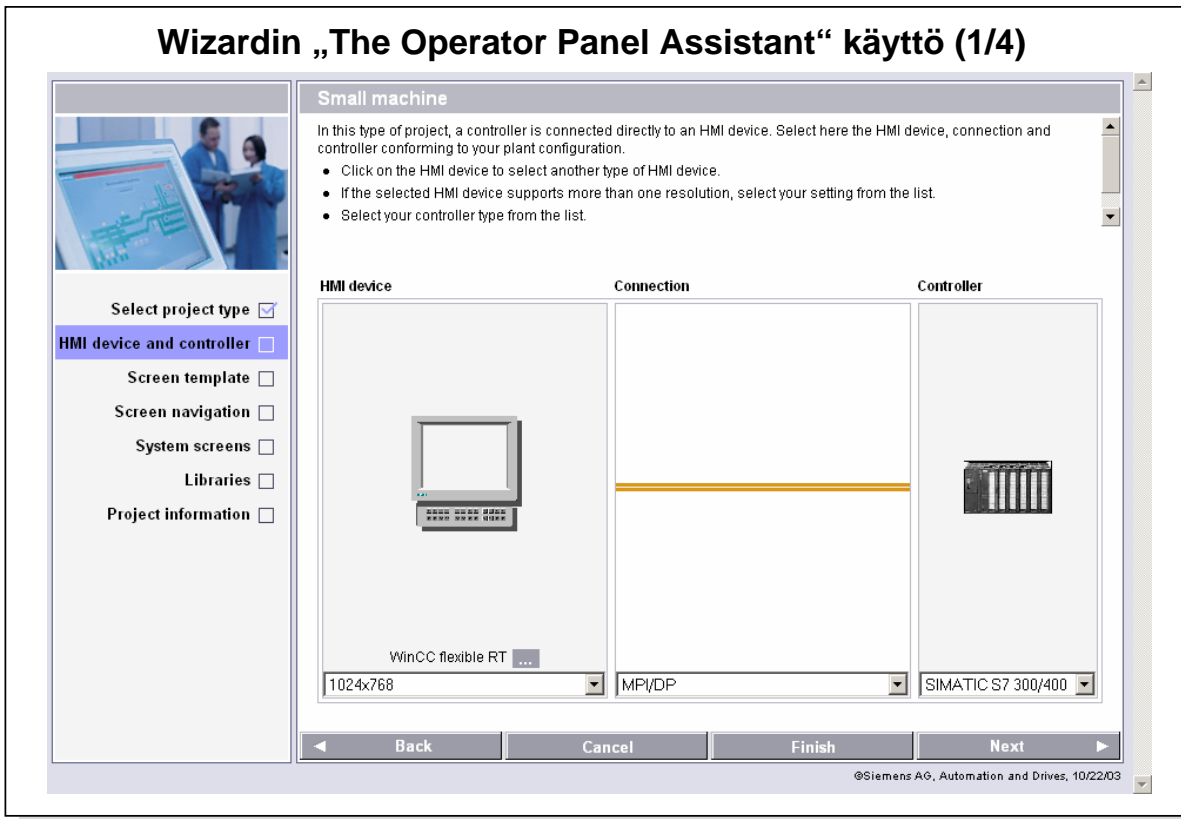 Wizardin „The Operator Panel Assistant“ käyttö (1/4)
Small machine
In this type of project, a controller is connected directly to an HMI device. Select here the HMI device, connection and
controller conforming to your plant configuration.
• Click on the HMI device to select another type of HMI device.
• If the selected HMI device supports more than one resolution, select your setting from the list.
• Select your controller type from the list.
Select project type
HMI device and controller
Screen template
Screen navigation
System screens
Libraries
Project information
HMI device
Connection
Controller
WinCC flexible RT ...
1024x768
MPI/DP
SIMATIC S7 300/400
Back
Cancel
Finish
Next
©Siemens AG, Automation and Drives, 10/22/03